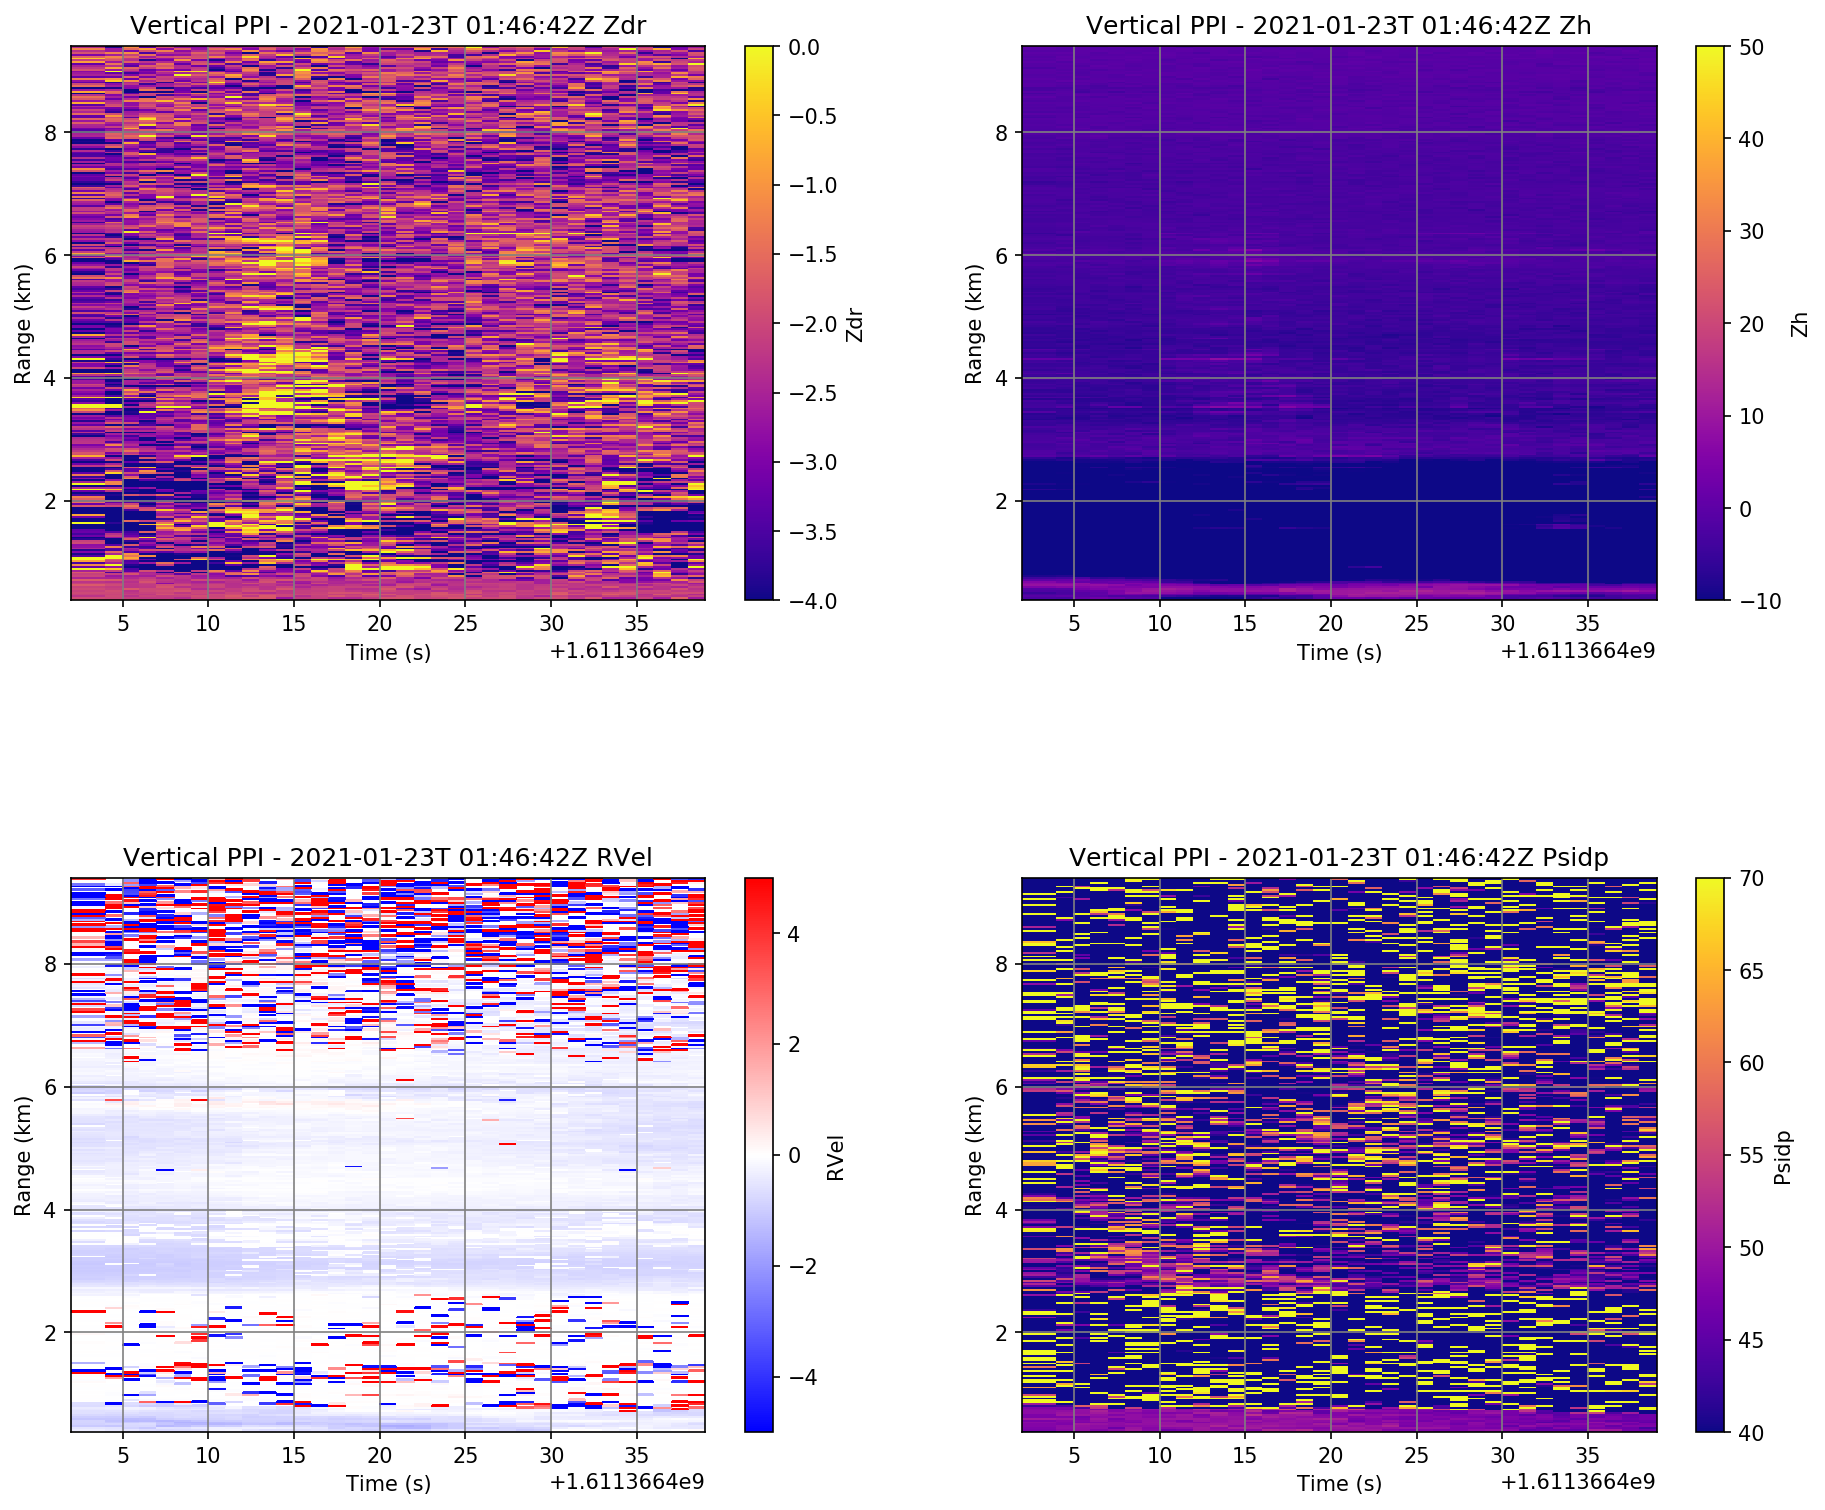 Vertical PPI - 2021-01-23T 01:46:42Z Zdr
8
6
4
2
Range (km)
5 10 15 20 25 30 35
Time (s)
+1.6113664e9
0.0
−0.5
−1.0
−1.5
−2.0
−2.5
−3.0
−3.5
−4.0
Zdr
Vertical PPI - 2021-01-23T 01:46:42Z Zh
8
6
4
2
Range (km)
5 10 15 20 25 30 35
Time (s)
+1.6113664e9
50
40
30
20
10
0
−10
Zh
Vertical PPI - 2021-01-23T 01:46:42Z RVel
8
6
4
2
Range (km)
5 10 15 20 25 30 35
Time (s)
+1.6113664e9
4
2
0
−2
−4
RVel
Vertical PPI - 2021-01-23T 01:46:42Z Psidp
8
6
4
2
Range (km)
5 10 15 20 25 30 35
Time (s)
+1.6113664e9
70
65
60
55
50
45
40
Psidp